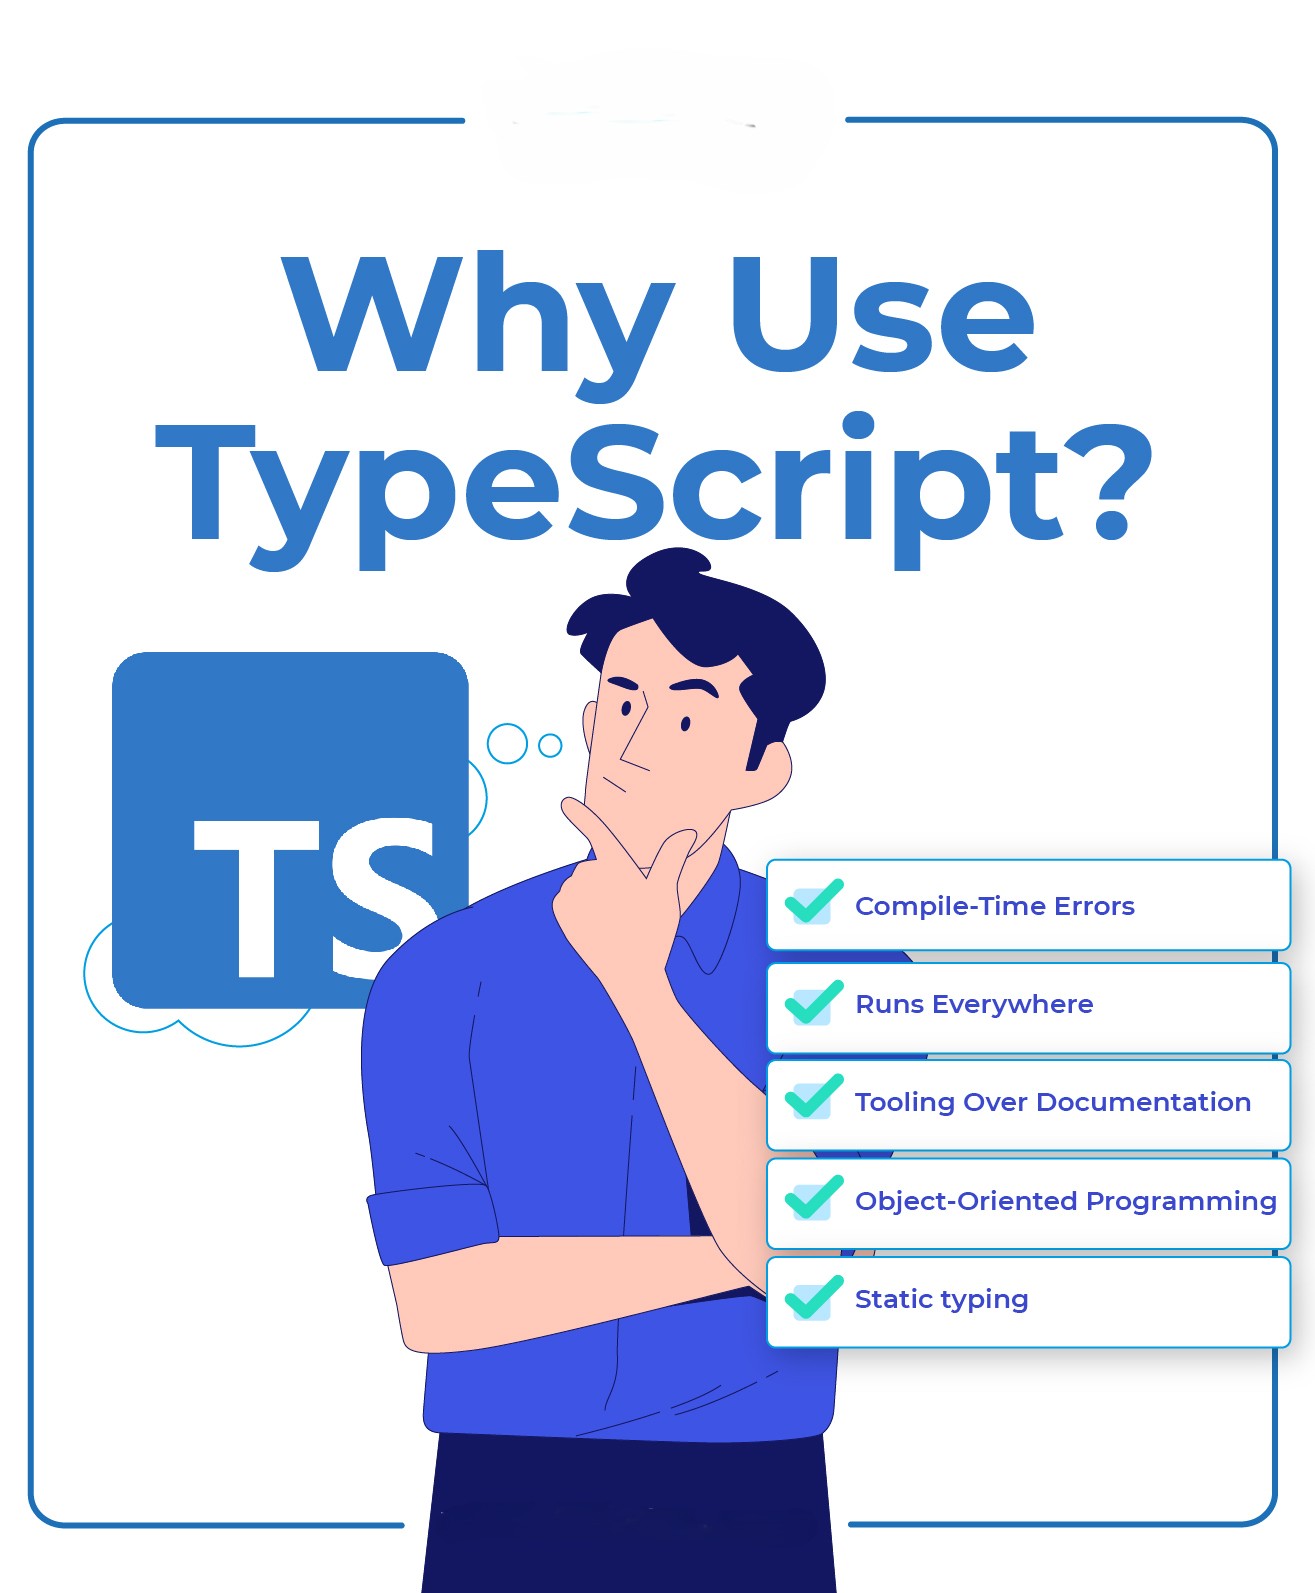 Why Use
TypeScript?
TS
Compile-Time Errors
Runs Everywhere
Tooling Over Documentation
Object-Oriented Programming
Static typing